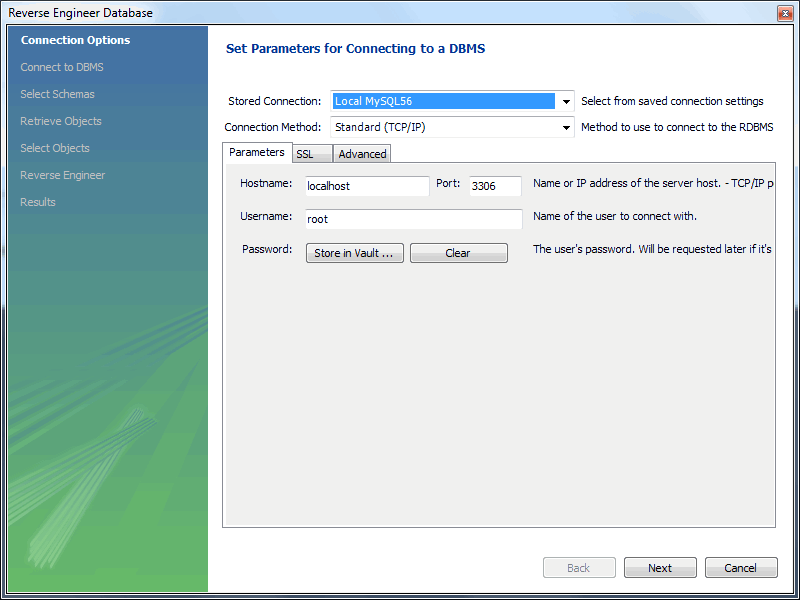 Reverse Engineer Database
Connection Options
Connect to DBMS
Select Schemas
Retrieve Objects
Select Objects
Reverse Engineer
Results
Set Parameters for Connecting to a DBMS
Stored Connection: Local MySQL56 Select from saved connection settings
Connection Method: Standard (TCP/IP) Method to use to connect to the RDBMS
Parameters SSL Advanced
Hostname: localhost Port: 3306 Name or IP address of the server host. - TCP/IP p
Username: root Name of the user to connect with.
Password: Store in Vault ... Clear The user's password. Will be requested later if it's
Back Next Cancel